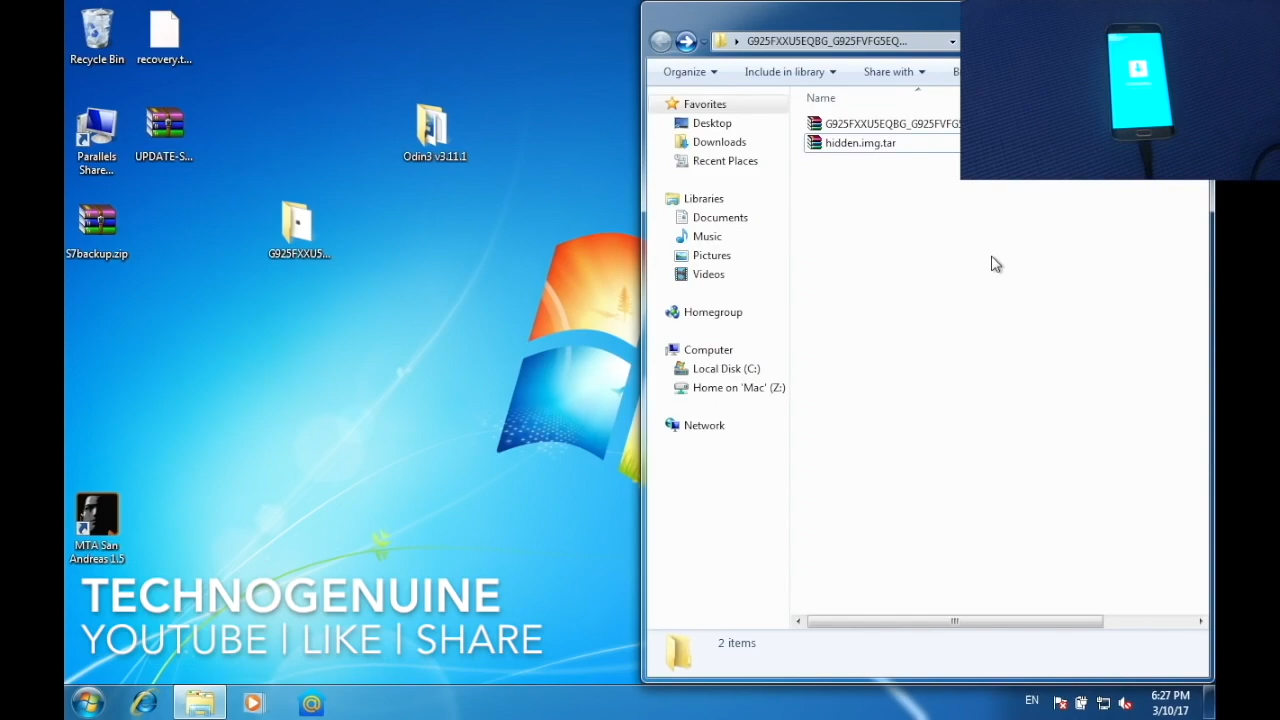 Recycle Bin
recovery.t...
Parallels
Share...
UPDATE-S...
Odin3 v3.11.1
S7backup.zip
G925FXXU5...
MTA San
Andreas 1.5
TECHNOGENUINE
YOUTUBE | LIKE | SHARE
G925FXXU5EQBG_G925FVFG5EQ...
Organize
Include in library
Share with
Favorites
Desktop
Downloads
Recent Places
Libraries
Documents
Music
Pictures
Videos
Homegroup
Computer
Local Disk (C:)
Home on 'Mac' (Z:)
Network
Name
G925FXXU5EQBG_G925FVFG5
hidden.img.tar
2 items
EN
6:27 PM
3/10/17